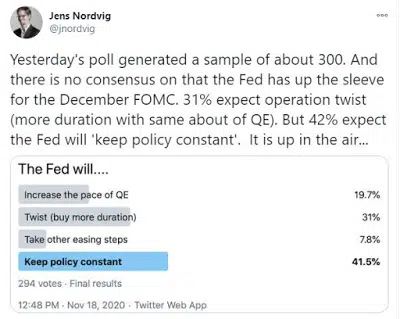 Jens Nordvig
@jnordvig
Yesterday's poll generated a sample of about 300. And
there is no consensus on that the Fed has up the sleeve
for the December FOMC. 31% expect operation twist
(more duration with same about of QE). But 42% expect
the Fed will 'keep policy constant'.  It is up in the air...
The Fed will....
Increase the pace of QE 19.7%
Twist (buy more duration) 31%
Take other easing steps 7.8%
Keep policy constant 41.5%
294 votes · Final results
12:48 PM · Nov 18, 2020 · Twitter Web App